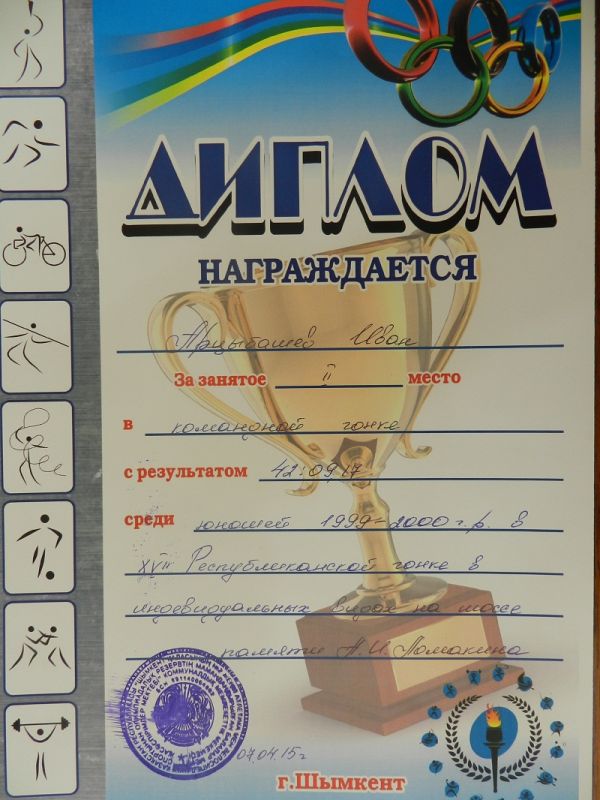 ДИПЛОМ
НАГРАЖДАЕТСЯ
Арцыбашев Иван
За занятое II место
в командной гонке
с результатом 42:09,17
среди юношей 1999-2000 г.р. в
XVII Республиканской гонке в
индевидуальных видах на шоссе
памяти А.И. Ломакина
07.04.15г
г.Шымкент